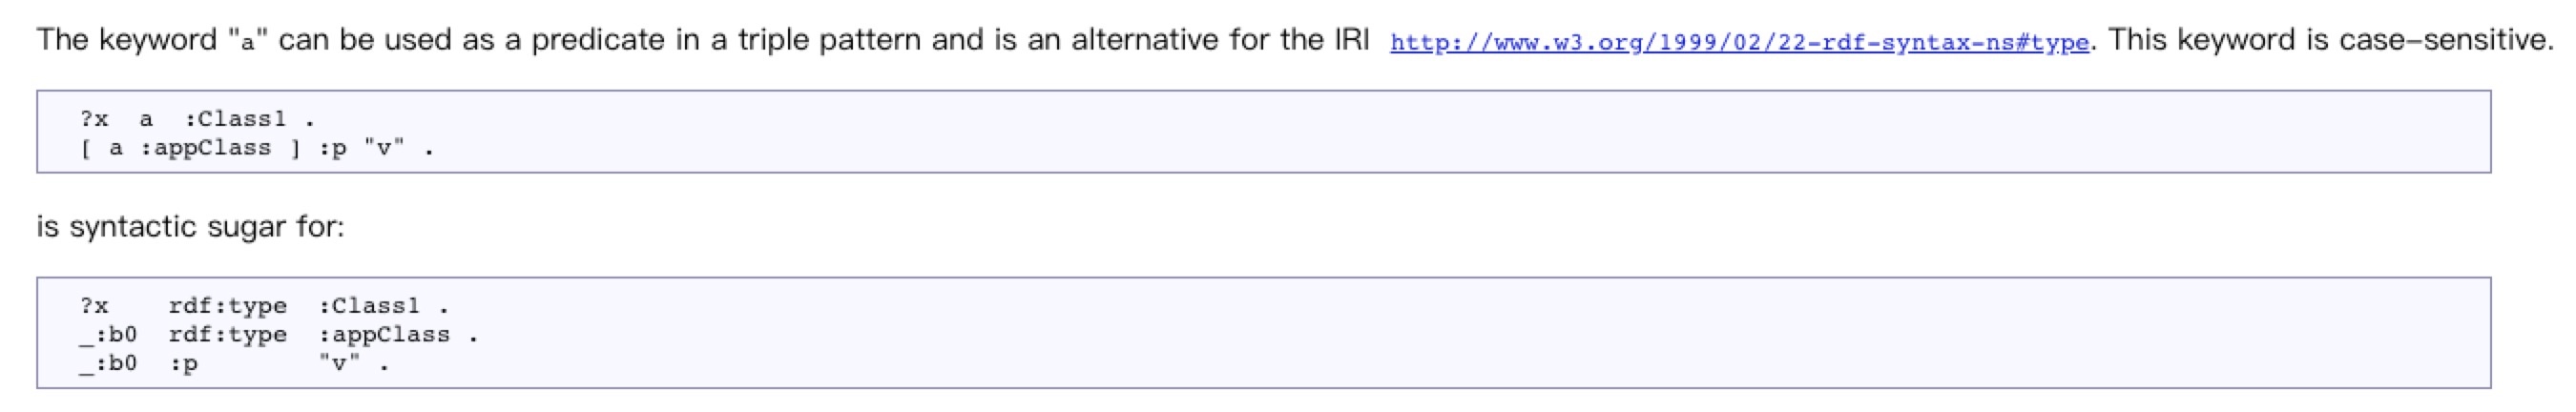 The keyword "a" can be used as a predicate in a triple pattern and is an alternative for the IRI http://www.w3.org/1999/02/22-rdf-syntax-ns#type. This keyword is case-sensitive.
?x  a  :Class1 .
[ a :appClass ] :p "v" .
is syntactic sugar for:
?x    rdf:type  :Class1 .
_:b0  rdf:type  :appClass .
_:b0  :p        "v" .